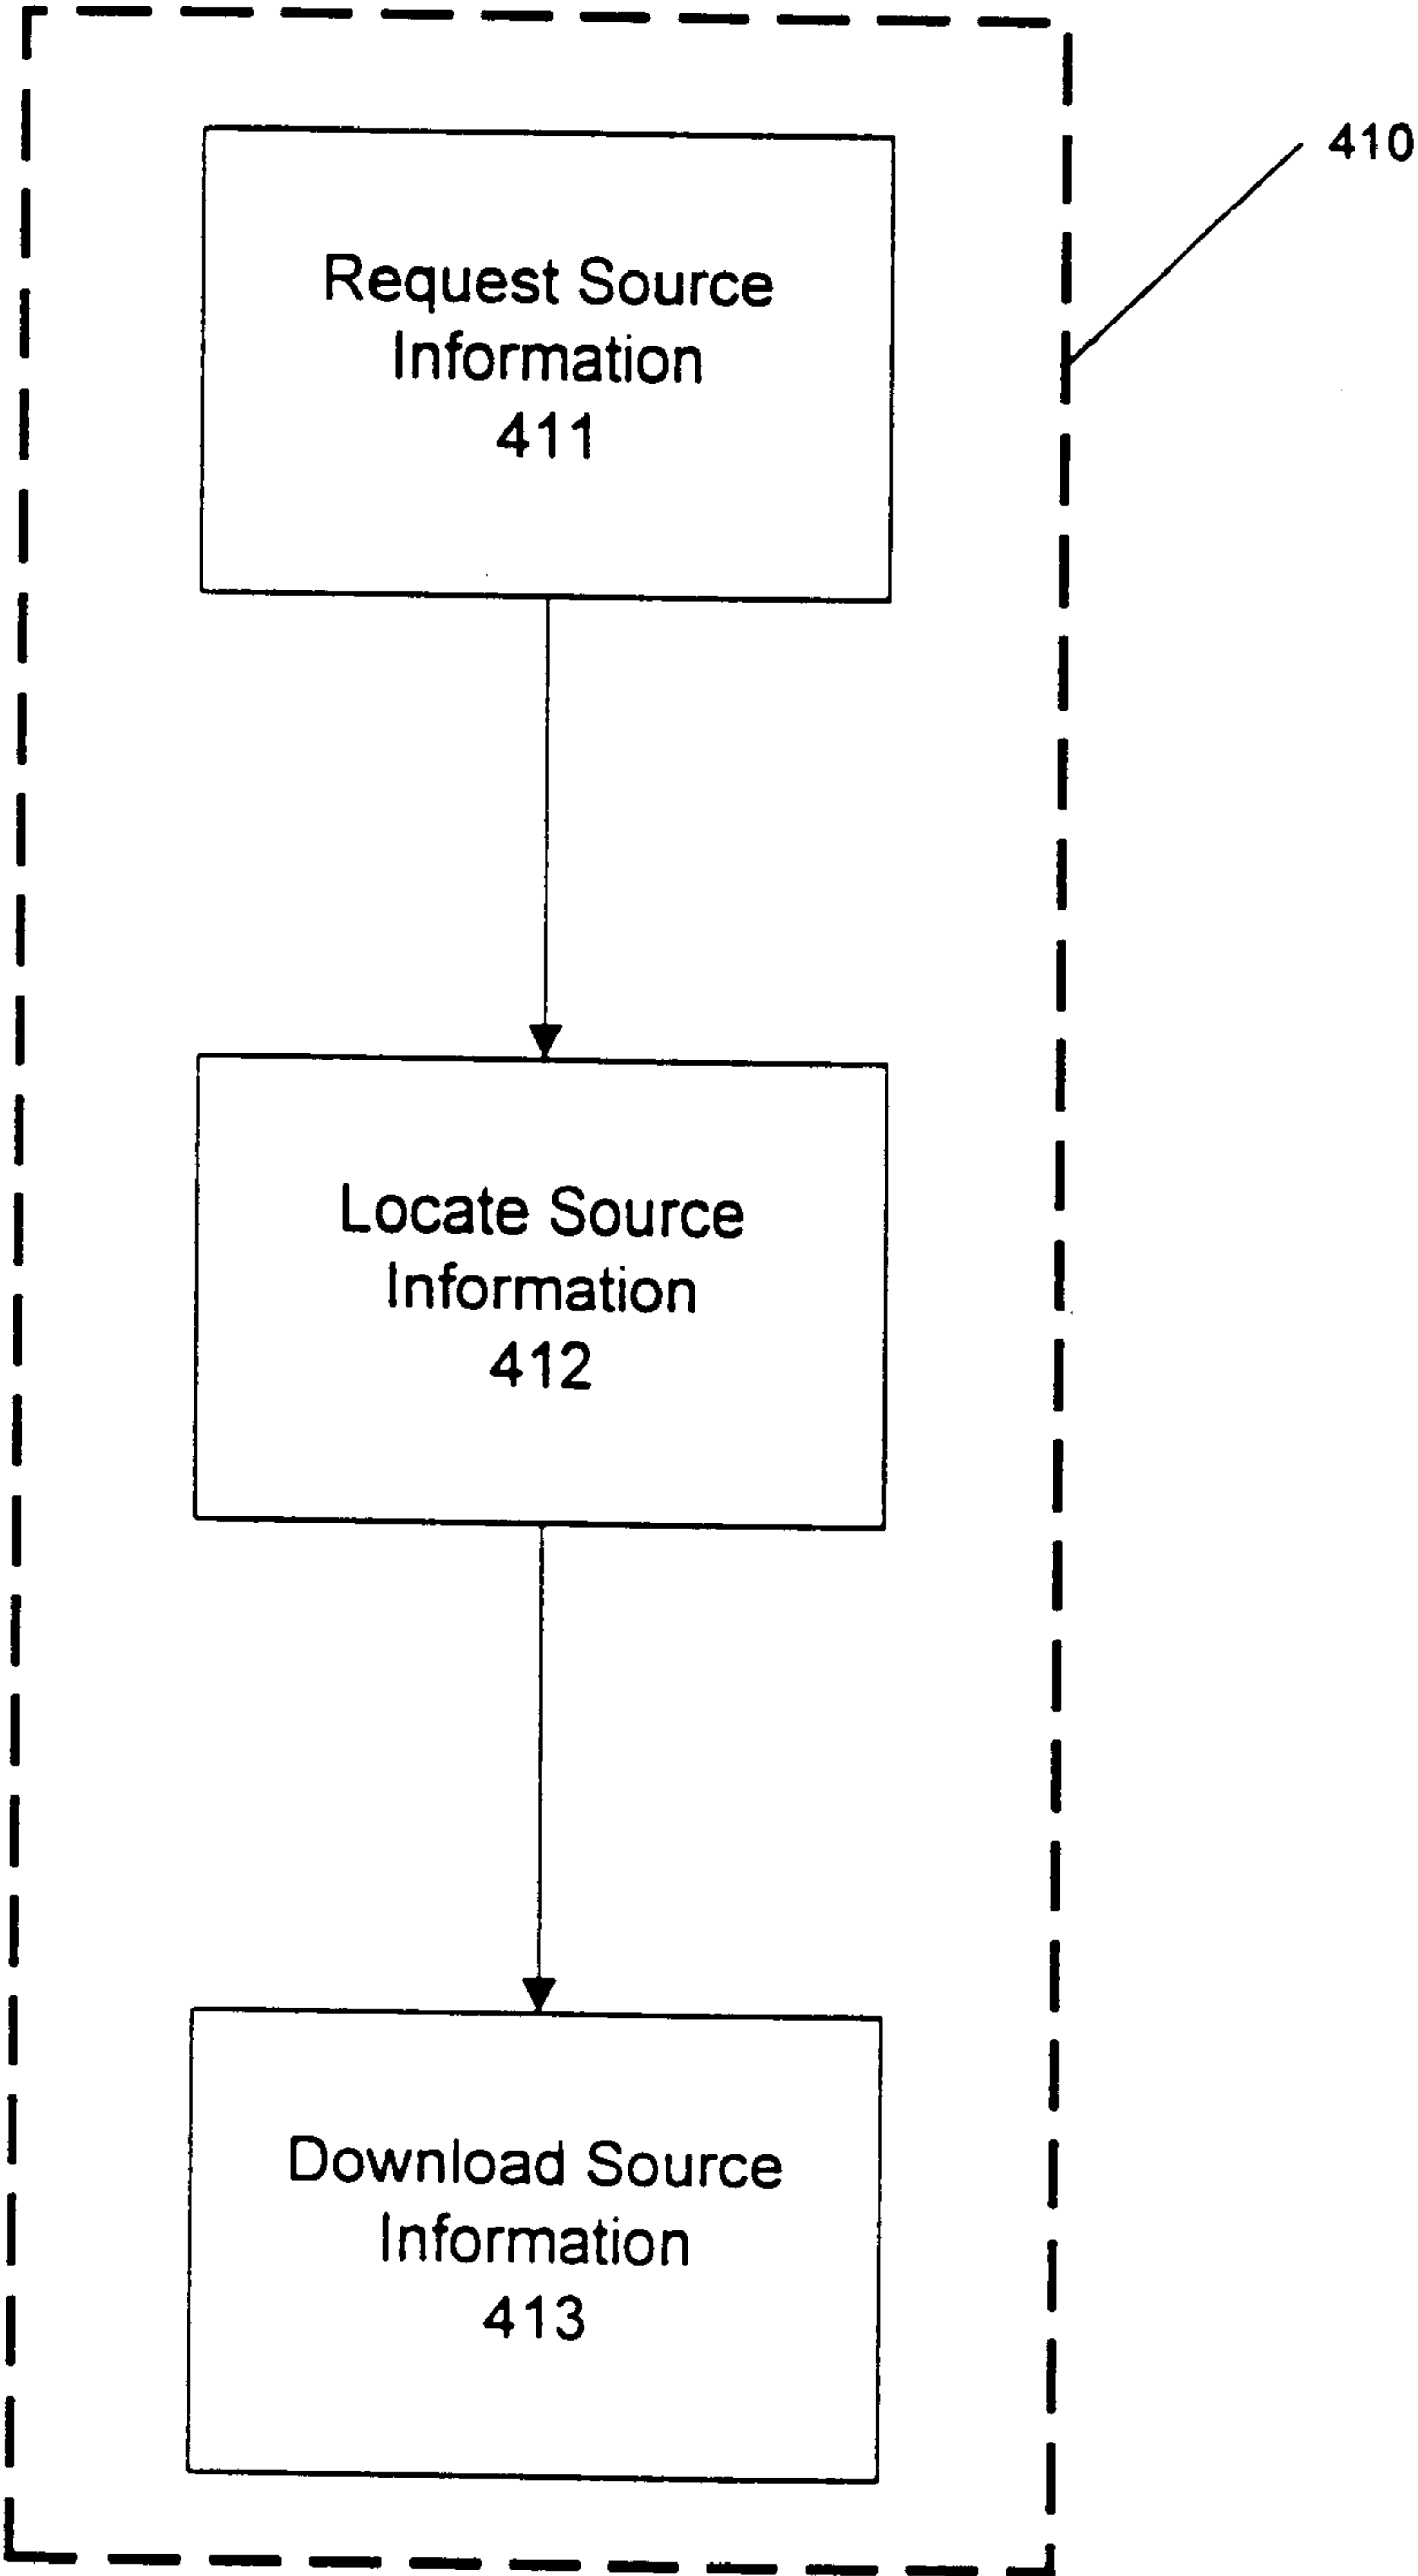 410
Request Source
Information
411
Locate Source
Information
412
Download Source
Information
413